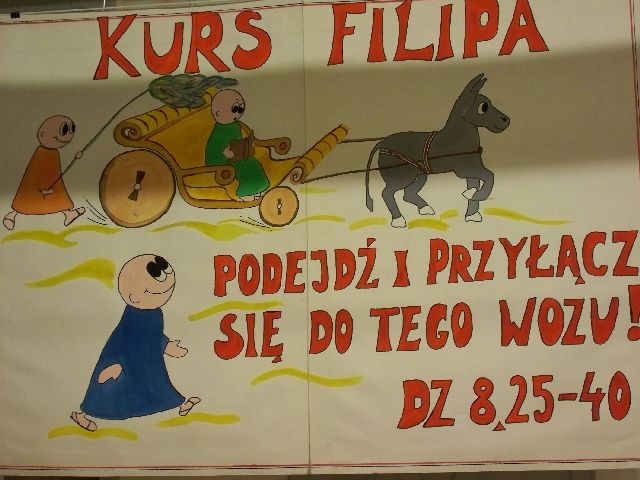 KURS FILIPA
PODEJDŹ I PRZYŁĄCZ
SIĘ DO TEGO WOZU!
DZ 8,25-40